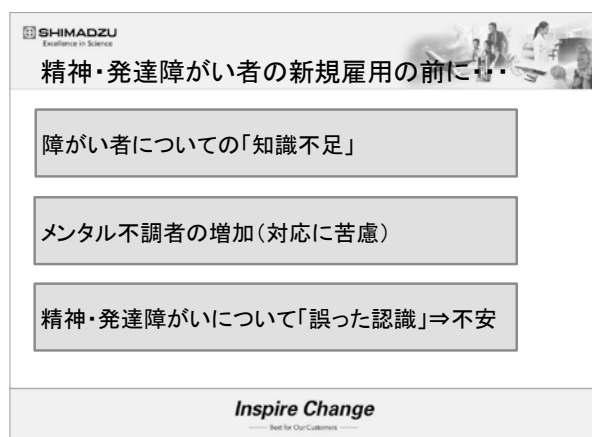 SHIMADZU
Excellence in Science
精神・発達障がい者の新規雇用の前に・・・
障がい者についての「知識不足」
メンタル不調者の増加（対応に苦慮）
精神・発達障がいについて「誤った認識」⇒不安
Inspire Change
Best for Our Customers